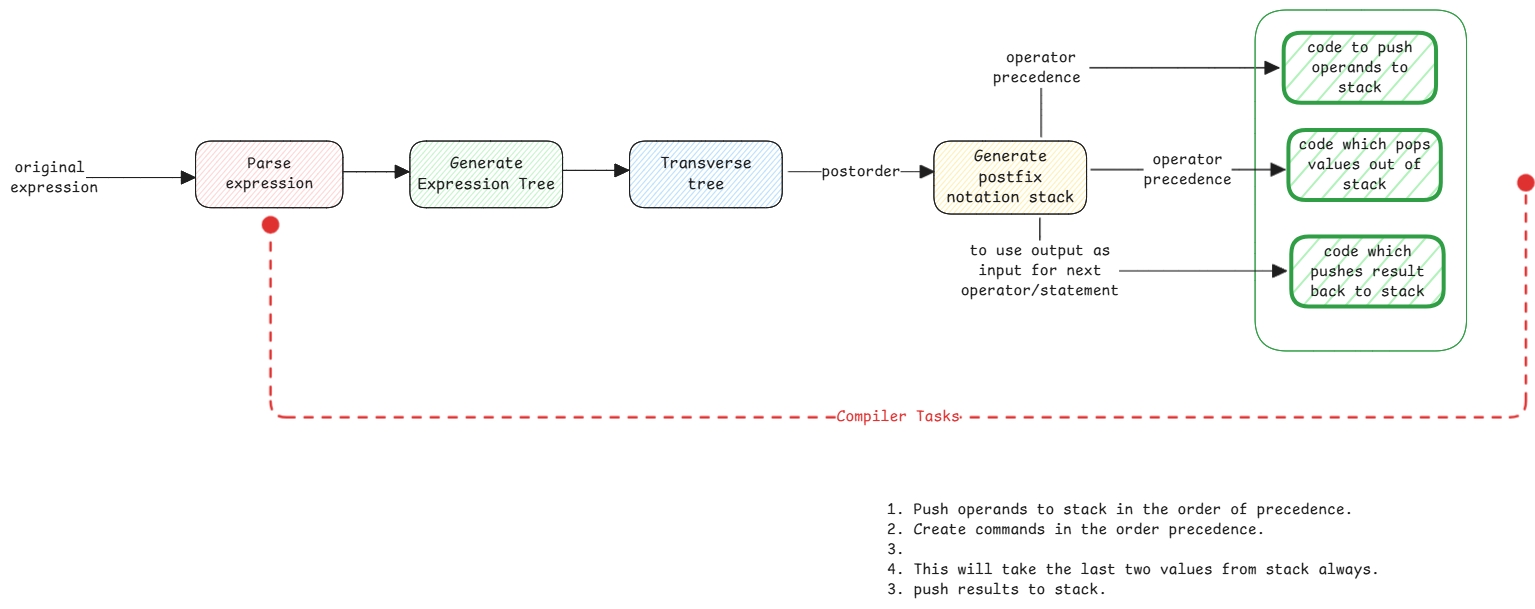 original
expression
Parse
expression
Generate
Expression Tree
Transverse
tree
postorder
Generate
postfix
notation stack
operator
precedence
code to push
operands to
stack
operator
precedence
code which pops
values out of
stack
to use output as
input for next
operator/statement
code which
pushes result
back to stack
Compiler Tasks
1. Push operands to stack in the order of precedence.
2. Create commands in the order precedence.
3.
4. This will take the last two values from stack always.
3. push results to stack.